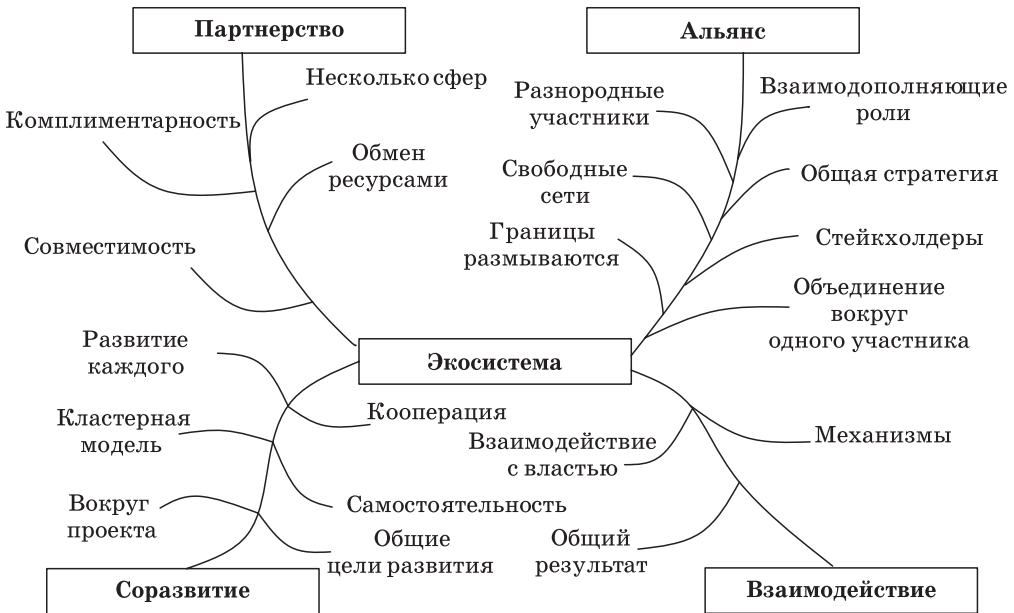 Партнерство
Альянс
Несколько сфер
Комплиментарность
Обмен
ресурсами
Совместимость
Разнородные
участники
Взаимодополняющие
роли
Свободные
сети
Общая стратегия
Границы
размываются
Стейкхолдеры
Объединение
вокруг
одного участника
Экосистема
Развитие
каждого
Кооперация
Кластерная
модель
Самостоятельность
Вокруг
проекта
Общие
цели развития
Соразвитие
Взаимодействие
с властью
Механизмы
Общий
результат
Взаимодействие